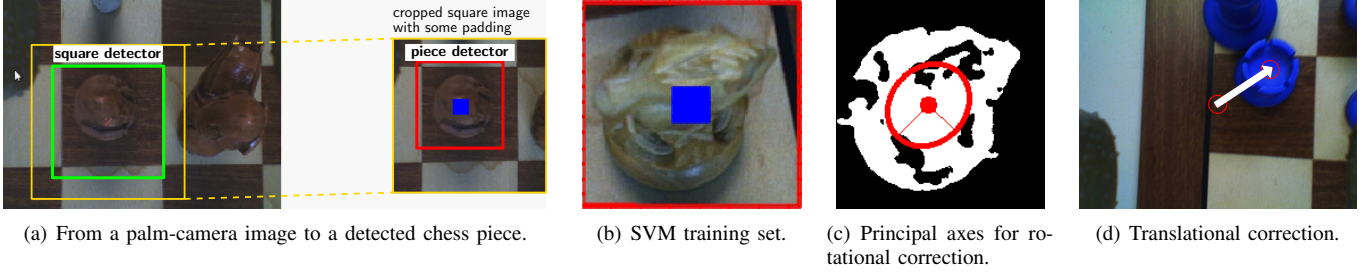 cropped square image
with some padding
square detector
piece detector
(a) From a palm-camera image to a detected chess piece.
(b) SVM training set.
(c) Principal axes for ro-
tational correction.
(d) Translational correction.